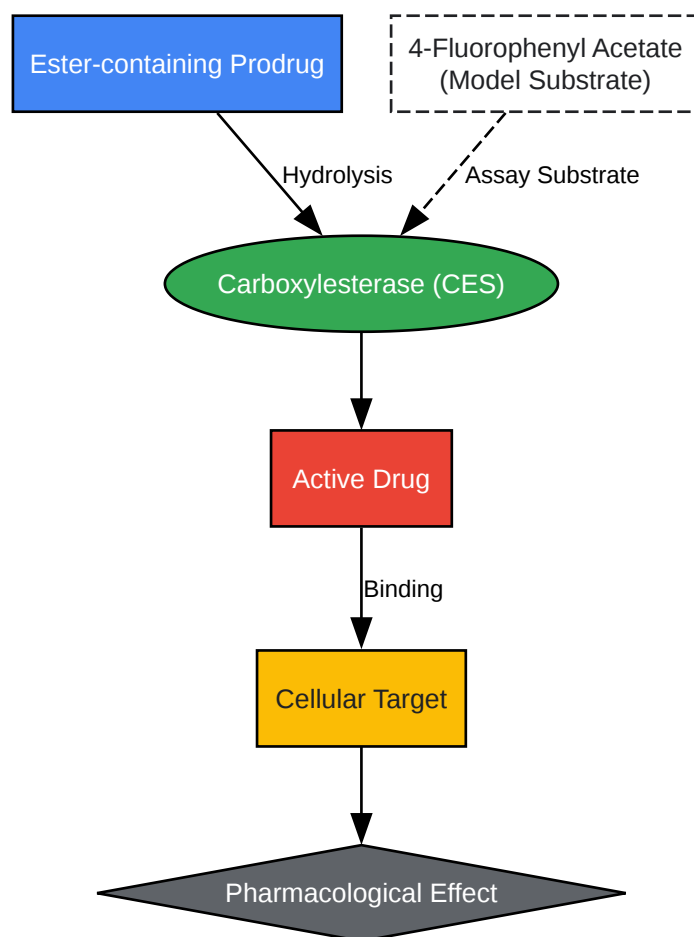 Ester-containing Prodrug
4-Fluorophenyl Acetate
(Model Substrate)
Hydrolysis
Assay Substrate
Carboxylesterase (CES)
Active Drug
Binding
Cellular Target
Pharmacological Effect